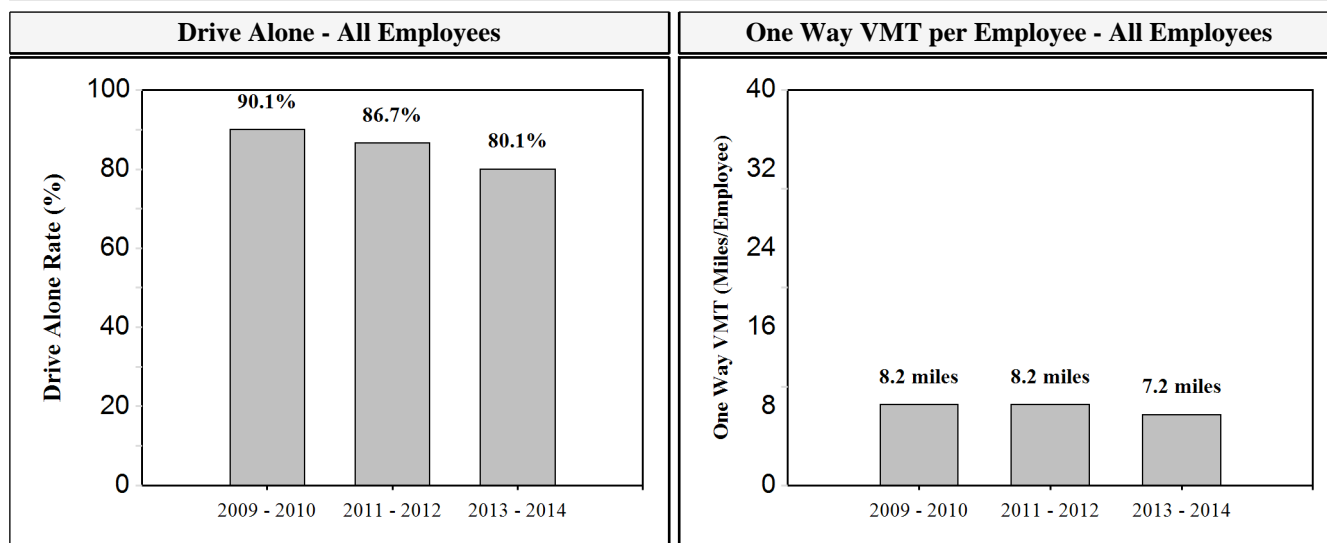 Drive Alone - All Employees
Drive Alone Rate (%)
100
80
60
40
20
0
90.1%
86.7%
80.1%
2009 - 2010
2011 - 2012
2013 - 2014
One Way VMT per Employee - All Employees
One Way VMT (Miles/Employee)
40
32
24
16
8
0
8.2 miles
8.2 miles
7.2 miles
2009 - 2010
2011 - 2012
2013 - 2014